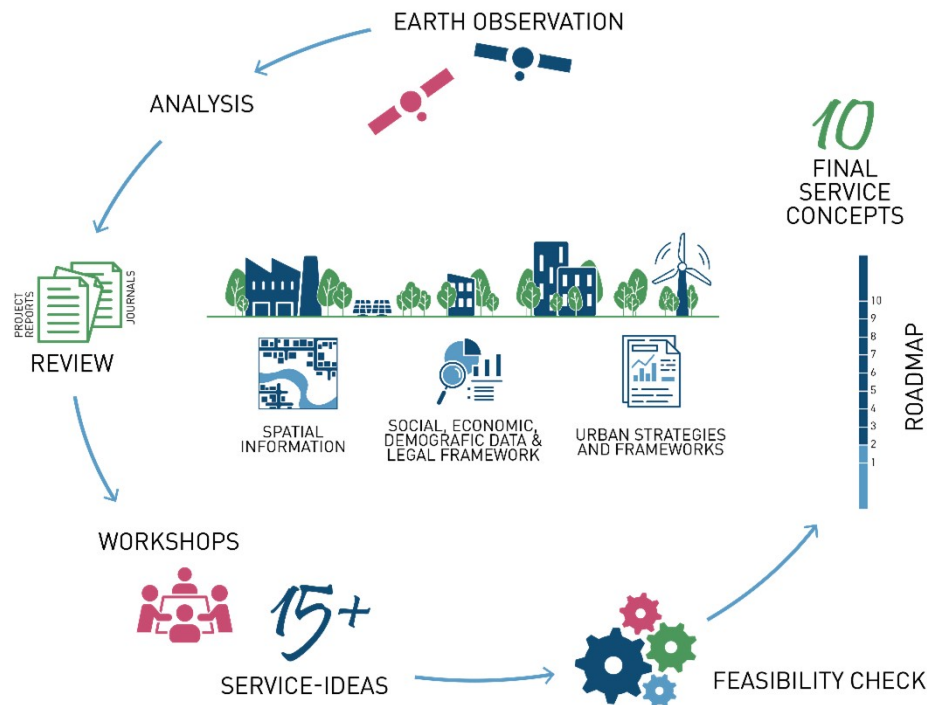 EARTH OBSERVATION
ANALYSIS
PROJECT
REPORTS
JOURNALS
REVIEW
SPATIAL
INFORMATION
SOCIAL, ECONOMIC,
DEMOGRAFIC DATA &
LEGAL FRAMEWORK
URBAN STRATEGIES
AND FRAMEWORKS
WORKSHOPS
15+
SERVICE-IDEAS
FEASIBILITY CHECK
10
FINAL
SERVICE
CONCEPTS
10
9
8
7
6
5
4
3
2
1
ROADMAP